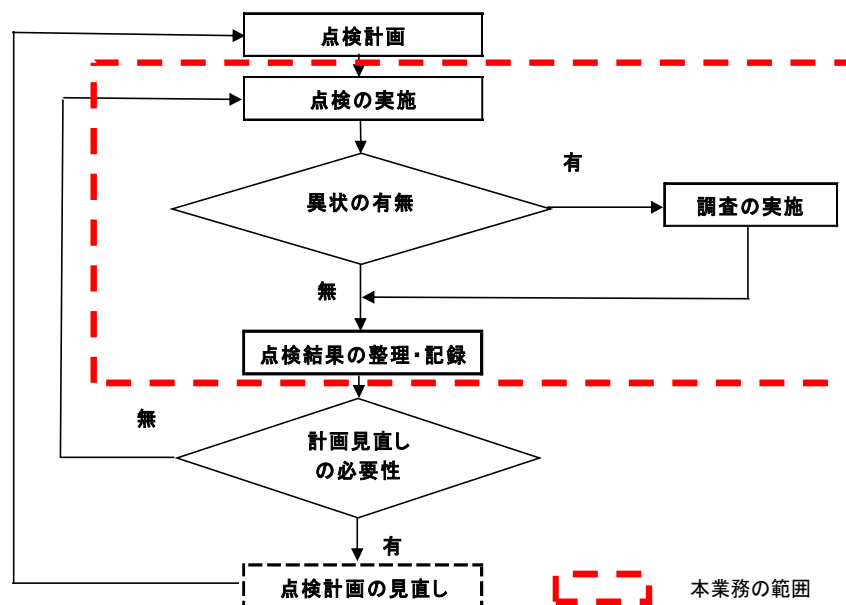 点検計画
点検の実施
有
異状の有無
調査の実施
無
点検結果の整理・記録
無
計画見直し
の必要性
有
点検計画の見直し
本業務の範囲